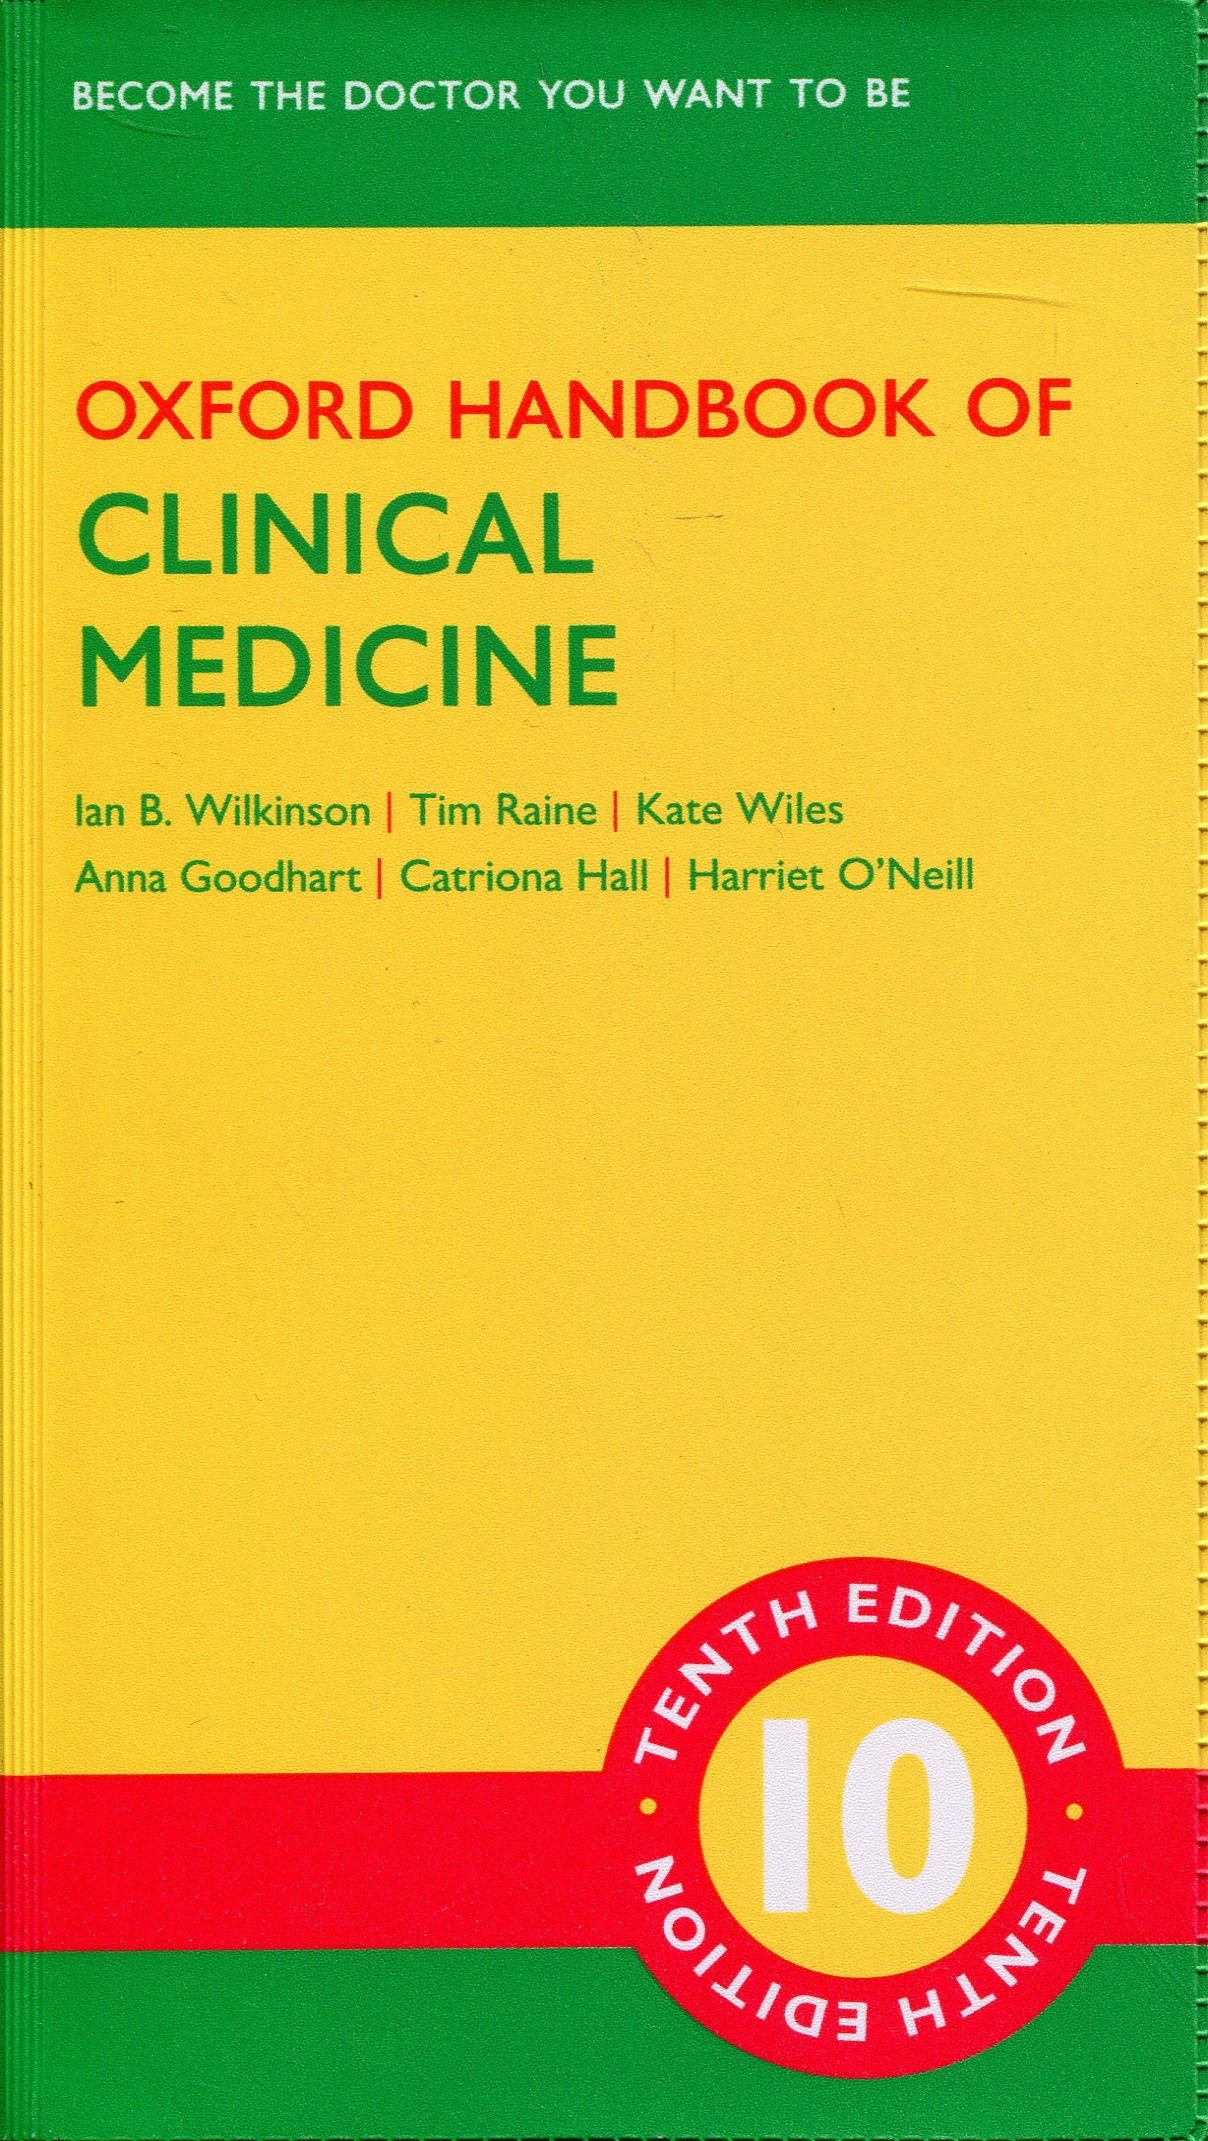 BECOME THE DOCTOR YOU WANT TO BE
OXFORD HANDBOOK OF
CLINICAL
MEDICINE
Ian B. Wilkinson | Tim Raine | Kate Wiles
Anna Goodhart | Catriona Hall | Harriet O'Neill
TENTH EDITION
10
TENTH EDITION